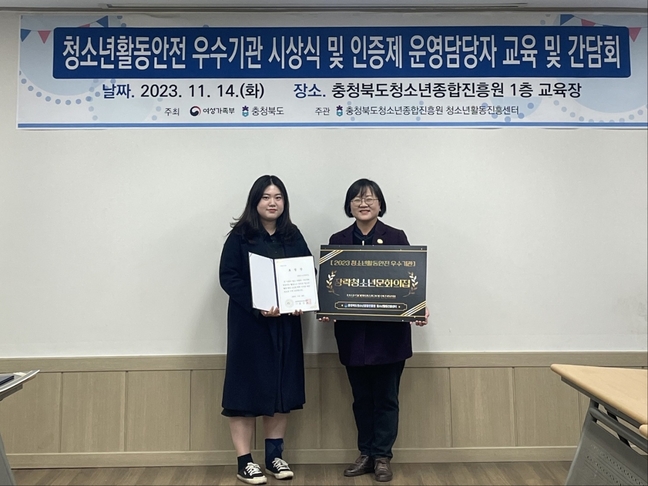 청소년활동안전 우수기관 시상식 및 인증제 운영담당자 교육 및 간담회
날짜. 2023. 11. 14.(화) 장소. 충청북도청소년종합진흥원 1층 교육장
주최 여성가족부 충청북도 주관 충청북도청소년종합진흥원 청소년활동진흥센터
[ 2023 청소년활동안전 우수기관]
청소년문화의집